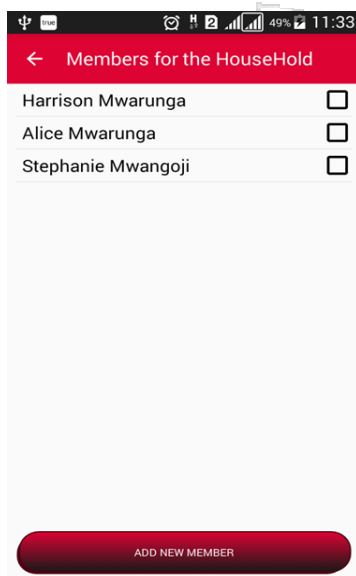 true H 2 49% 11:33
Members for the HouseHold
Harrison Mwarunga
Alice Mwarunga
Stephanie Mwangoji
ADD NEW MEMBER